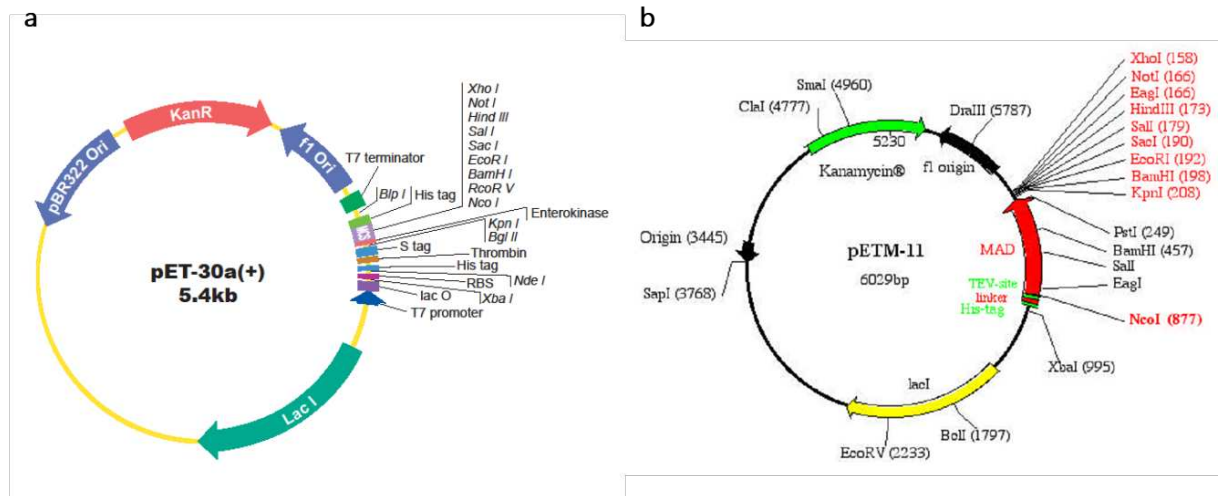 a
KanR
f1 Ori
pBR322 Ori
T7 terminator
Blp I
His tag
Xho I
Not I
Hind III
Sal I
Sac I
EcoR I
BamH I
RcoR V
Nco I
Enterokinase
Kpn I
Bgl II
S tag
Thrombin
His tag
Nde I
RBS
Xba I
lac O
T7 promoter
pET-30a(+)
5.4kb
Lac I
b
XhoI (158)
NotI (166)
EagI (166)
HindIII (173)
SalI (179)
SacI (190)
EcoRI (192)
BamHI (198)
KpnI (208)
SmaI (4960)
ClaI (4777)
DraIII (5787)
5230
Kanamycin®
f1 origin
PstI (249)
BamHI (457)
SalI
EagI
MAD
TEV-site
linker
His-tag
NcoI (877)
XbaI (995)
Origin (3445)
pETM-11
6029bp
SapI (3768)
lacI
BclI (1797)
EcoRV (2233)